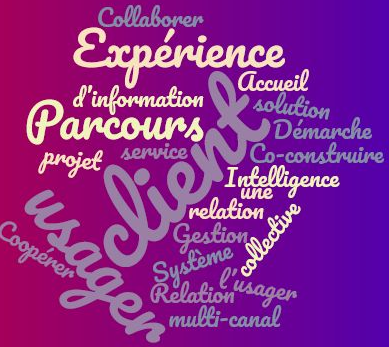 Collaborer
Expérience
Accueil
d'information
solution
Parcours
Démarche
projet
service
Co-construire
client
Intelligence
une
relation
usager
collective
Gestion
Coopérer
Système
l'usager
Relation
multi-canal